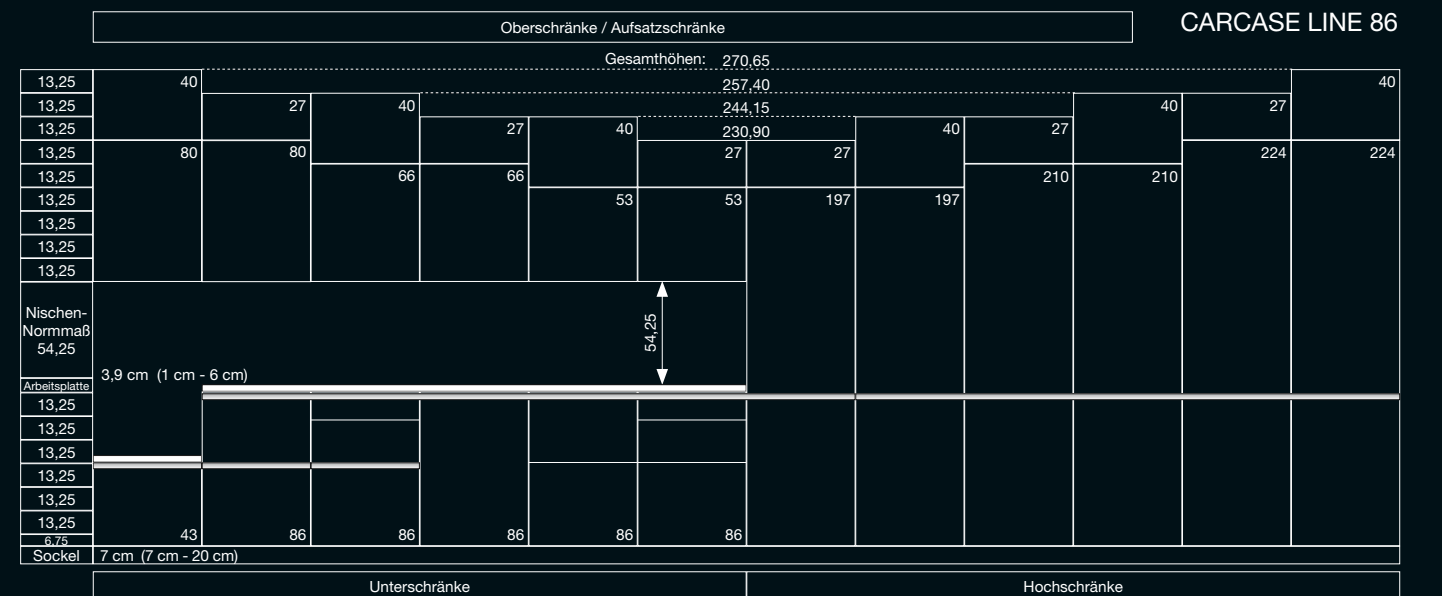 CARCASE LINE 86
Oberschränke / Aufsatzschränke
Gesamthöhen: 270,65
13,25 40 257,40 40
13,25 27 40 244,15 40 27
13,25 27 40 230,90 40 27
13,25 80 80 27 27 224 224
13,25 66 66 210 210
13,25 53 53 197 197
13,25
13,25
13,25
Nischen-
Normmaß
54,25
54,25
Arbeitsplatte 3,9 cm (1 cm - 6 cm)
13,25
13,25
13,25
13,25
13,25
13,25
6,75 43 86 86 86 86 86
Sockel 7 cm (7 cm - 20 cm)
Unterschränke Hochschränke